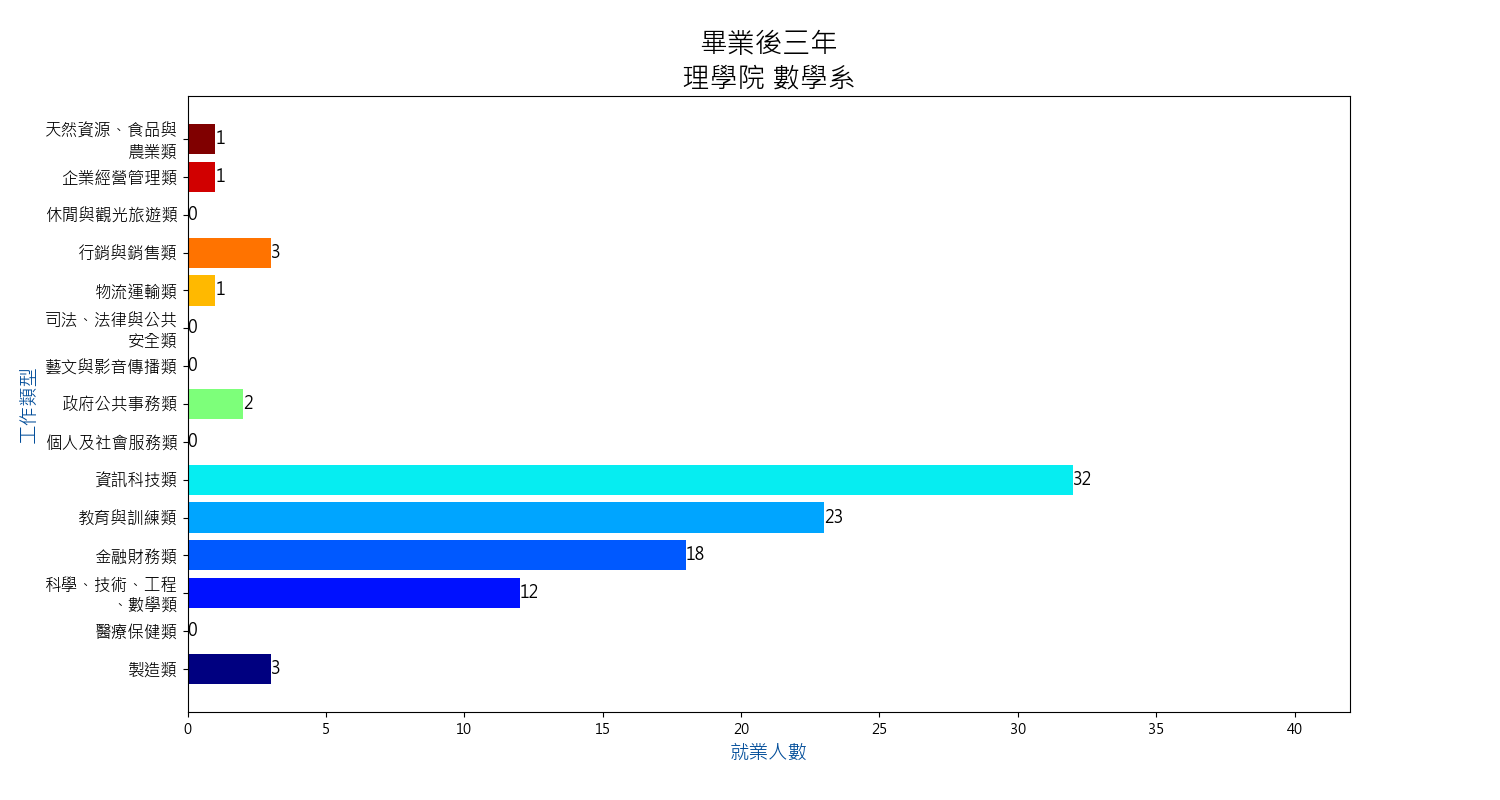 畢業後三年
理學院 數學系
天然資源、食品與
農業類
1
企業經營管理類
1
休閒與觀光旅遊類
0
行銷與銷售類
3
物流運輸類
1
司法、法律與公共
安全類
0
藝文與影音傳播類
0
政府公共事務類
2
個人及社會服務類
0
資訊科技類
32
教育與訓練類
23
金融財務類
18
科學、技術、工程
、數學類
12
醫療保健類
0
製造類
3
工作類型
0 5 10 15 20 25 30 35 40
就業人數